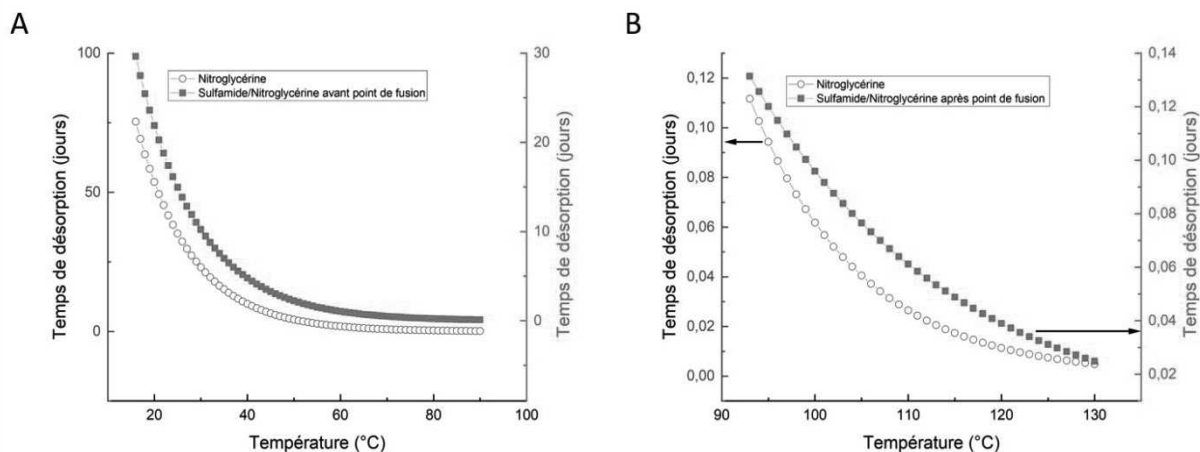 A
100
50
0
Temps de désorption (jours)
Nitroglycérine
Sulfamide/Nitroglycérine avant point de fusion
30
20
10
0
Temps de désorption (jours)
20 40 60 80 100
Température (°C)
B
0,12
0,10
0,08
0,06
0,04
0,02
0,00
Temps de désorption (jours)
Nitroglycérine
Sulfamide/Nitroglycérine après point de fusion
0,14
0,12
0,10
0,08
0,06
0,04
0,02
Temps de désorption (jours)
90 100 110 120 130
Température (°C)